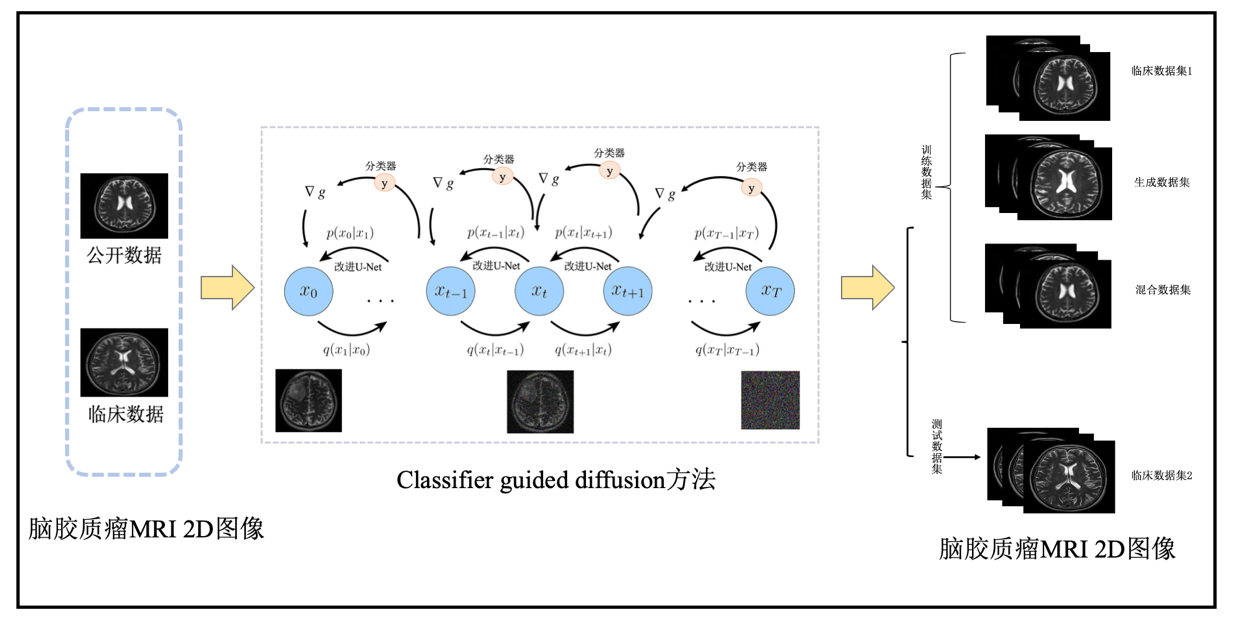 公开数据
临床数据
脑胶质瘤MRI 2D图像
分类器
分类器
分类器
分类器
y
y
y
y
∇ g
∇ g
∇ g
∇ g
p(x₀|x₁)
p(xₜ₋₁|xₜ)
p(xₜ|xₜ₊₁)
p(x_{T−1}|x_T)
改进U-Net
改进U-Net
改进U-Net
改进U-Net
x₀
. . .
xₜ₋₁
xₜ
xₜ₊₁
. . .
x_T
q(x₁|x₀)
q(xₜ|xₜ₋₁)
q(xₜ₊₁|xₜ)
q(x_T|x_{T−1})
Classifier guided diffusion方法
训练数据集
临床数据集1
生成数据集
混合数据集
测试数据集
临床数据集2
脑胶质瘤MRI 2D图像